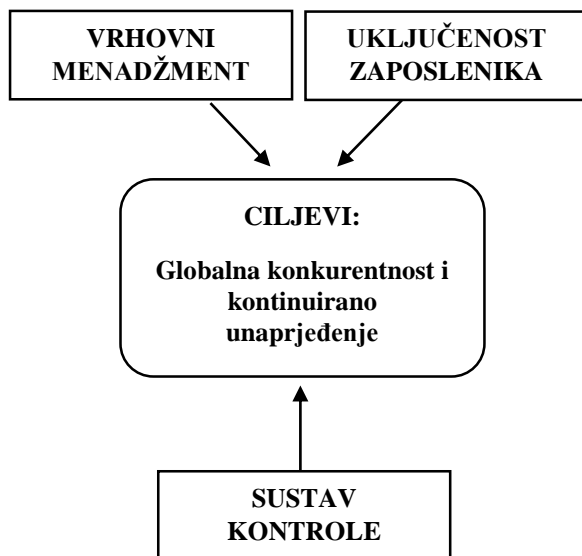 VRHOVNI
MENADŽMENT
UKLJUČENOST
ZAPOSLENIKA
CILJEVI:
Globalna konkurentnost i
kontinuirano
unaprjeđenje
SUSTAV
KONTROLE